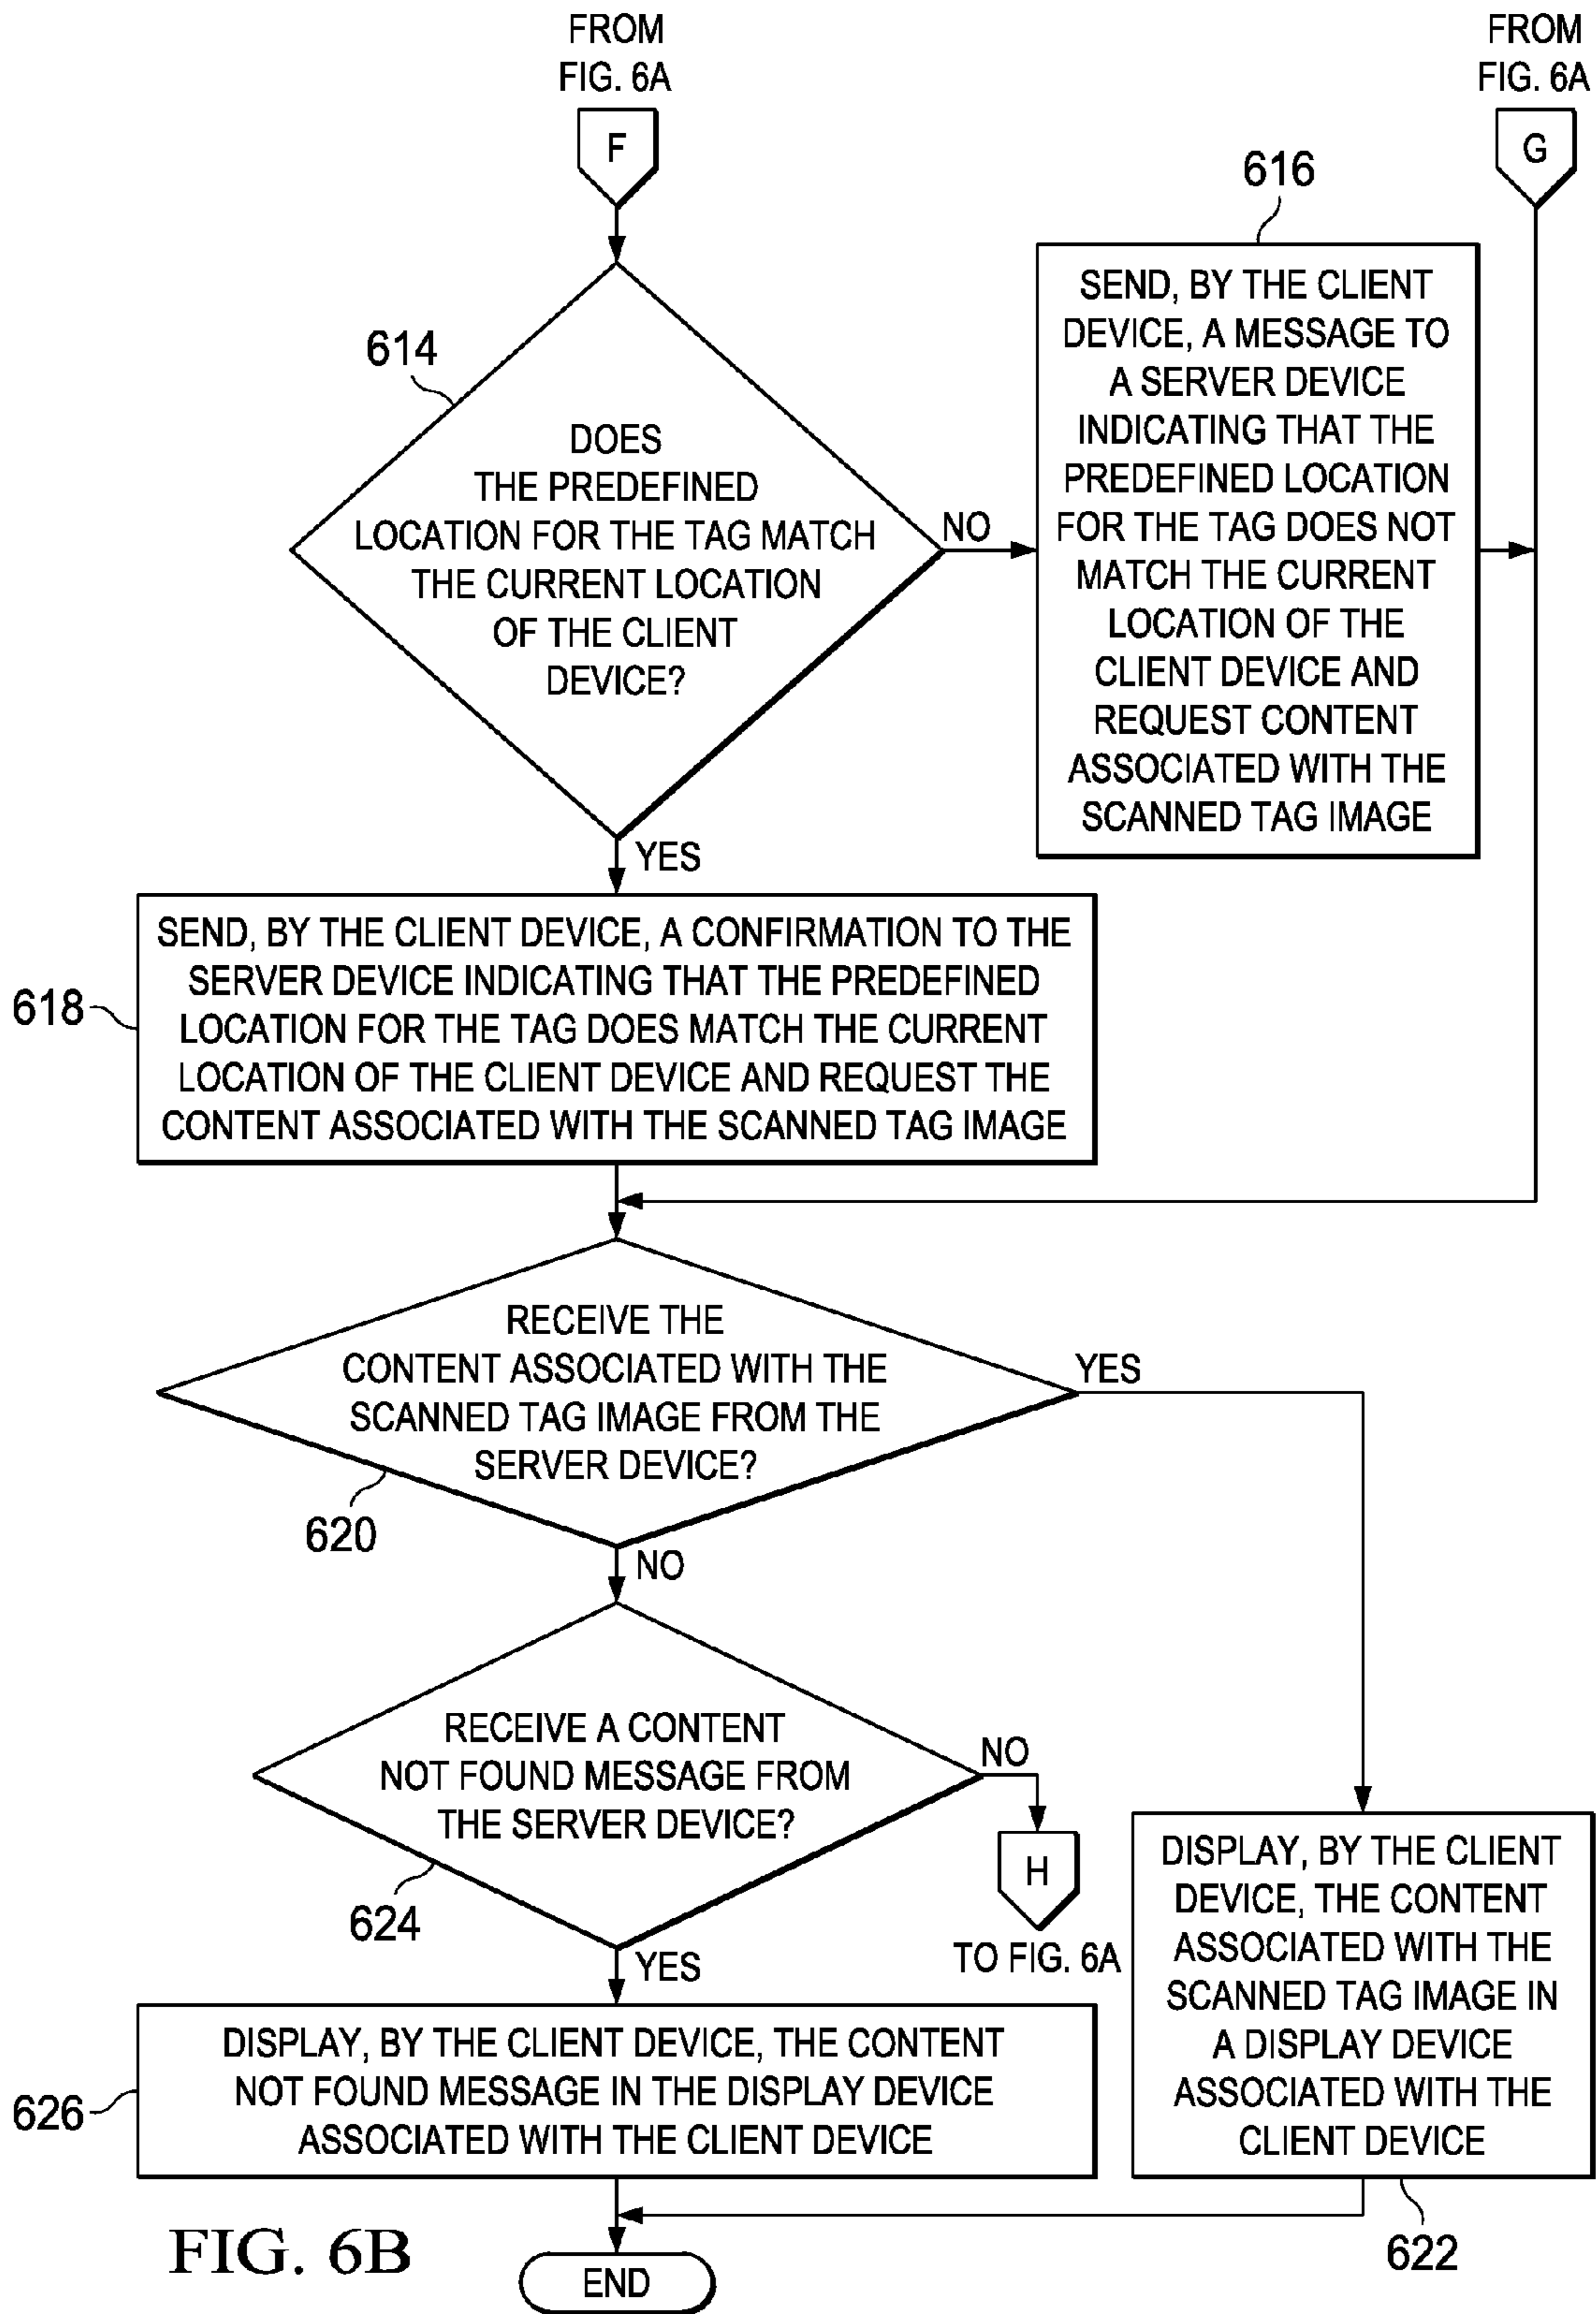 FROM
FIG. 6A
F
FROM
FIG. 6A
G
616
614
DOES
THE PREDEFINED
LOCATION FOR THE TAG MATCH
THE CURRENT LOCATION
OF THE CLIENT
DEVICE?
NO
SEND, BY THE CLIENT
DEVICE, A MESSAGE TO
A SERVER DEVICE
INDICATING THAT THE
PREDEFINED LOCATION
FOR THE TAG DOES NOT
MATCH THE CURRENT
LOCATION OF THE
CLIENT DEVICE AND
REQUEST CONTENT
ASSOCIATED WITH THE
SCANNED TAG IMAGE
YES
618
SEND, BY THE CLIENT DEVICE, A CONFIRMATION TO THE
SERVER DEVICE INDICATING THAT THE PREDEFINED
LOCATION FOR THE TAG DOES MATCH THE CURRENT
LOCATION OF THE CLIENT DEVICE AND REQUEST THE
CONTENT ASSOCIATED WITH THE SCANNED TAG IMAGE
RECEIVE THE
CONTENT ASSOCIATED WITH THE
SCANNED TAG IMAGE FROM THE
SERVER DEVICE?
YES
620
NO
RECEIVE A CONTENT
NOT FOUND MESSAGE FROM
THE SERVER DEVICE?
NO
H
TO FIG. 6A
624
YES
DISPLAY, BY THE CLIENT
DEVICE, THE CONTENT
ASSOCIATED WITH THE
SCANNED TAG IMAGE IN
A DISPLAY DEVICE
ASSOCIATED WITH THE
CLIENT DEVICE
622
626
DISPLAY, BY THE CLIENT DEVICE, THE CONTENT
NOT FOUND MESSAGE IN THE DISPLAY DEVICE
ASSOCIATED WITH THE CLIENT DEVICE
FIG. 6B
END